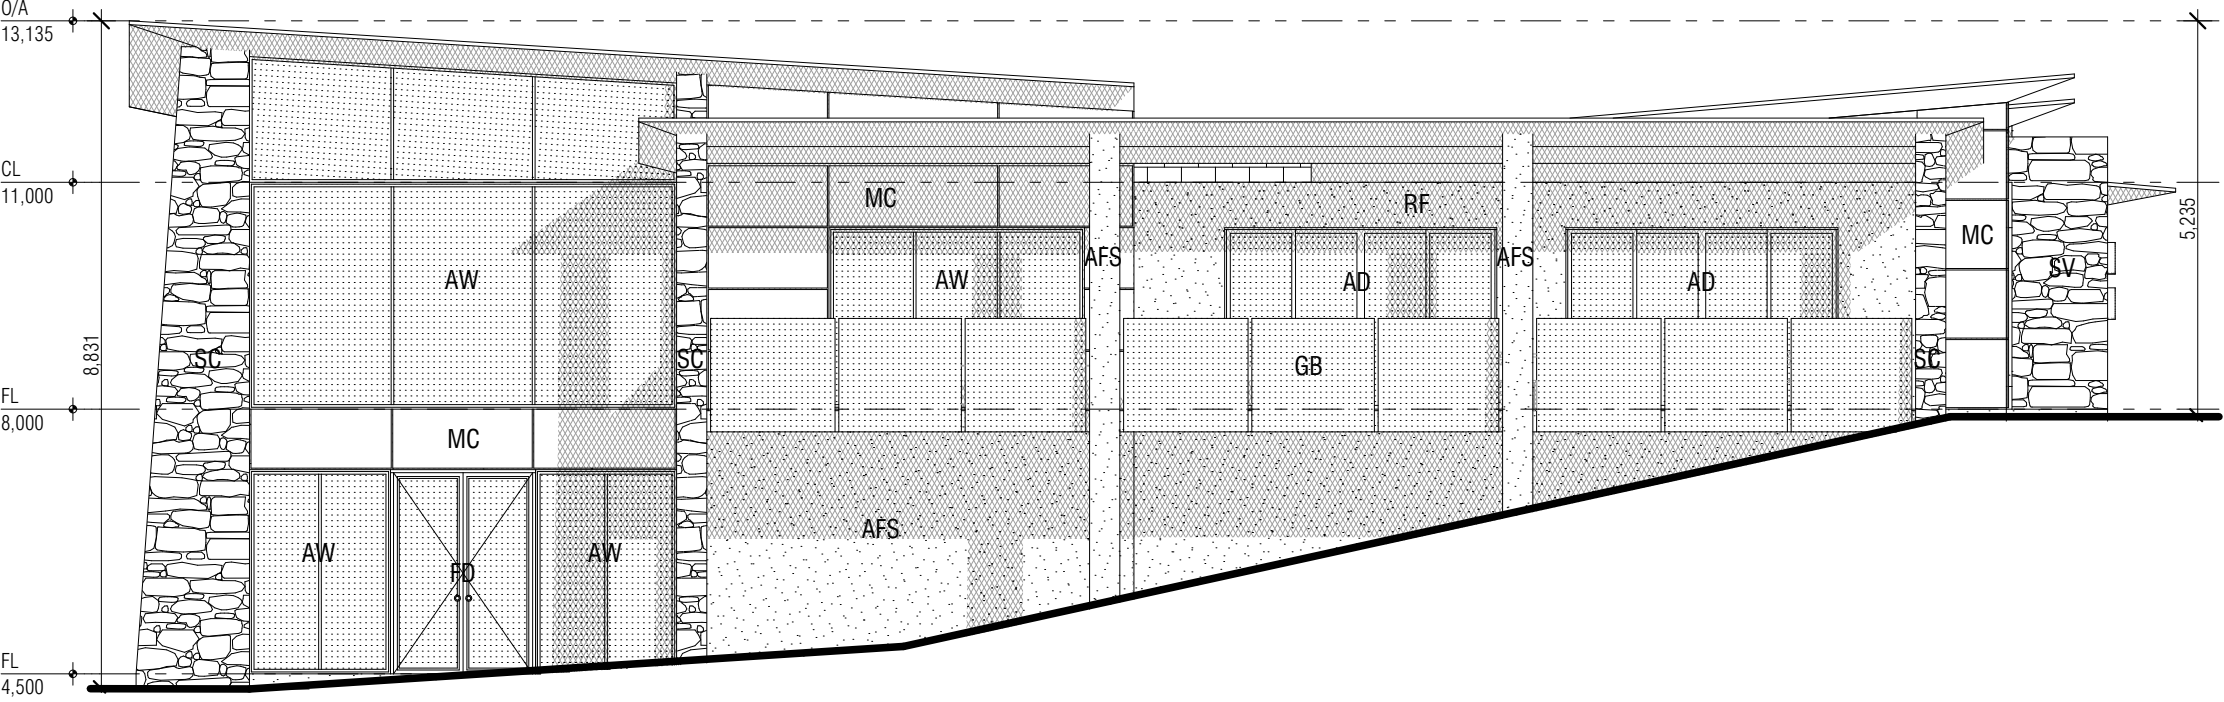 O/A
13,135
CL
11,000
FL
8,000
FL
4,500
8,831
5,235
MC
RF
AFS
AFS
MC
SV
AW
AW
AD
AD
SC
SC
GB
SC
MC
AFS
AW
FD
AW